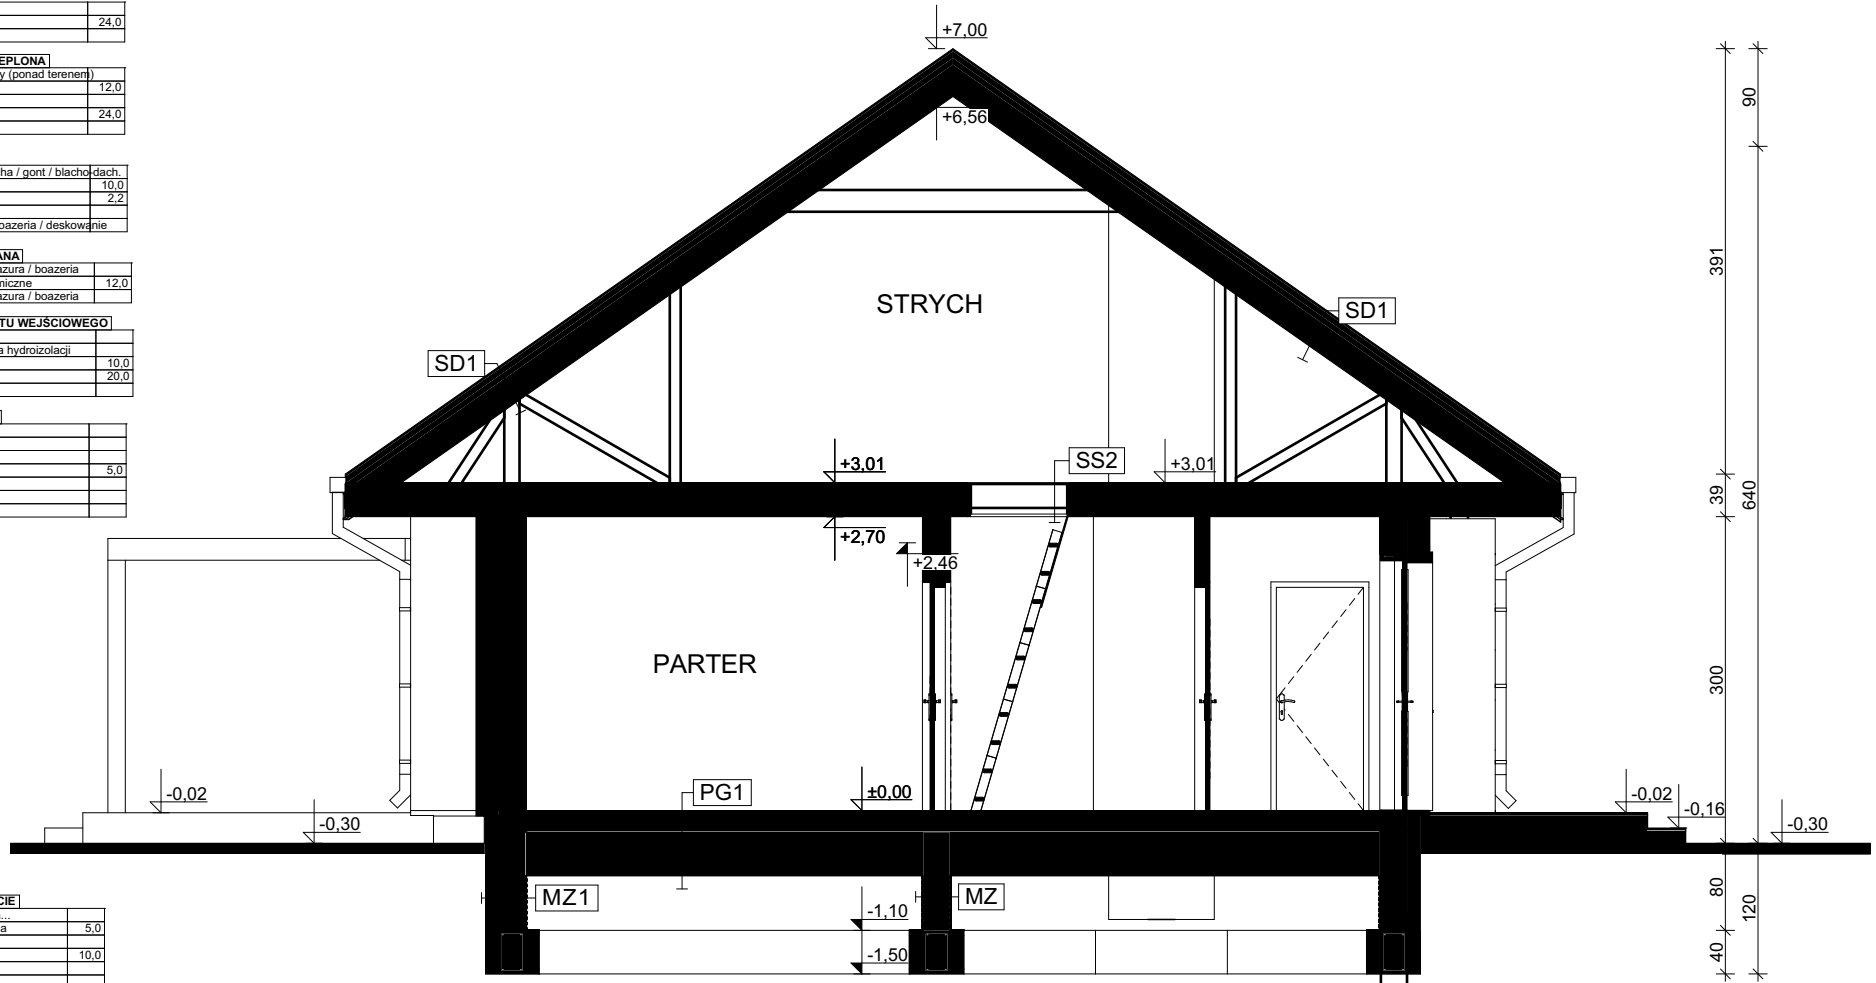 24,0
EPLONA
y (ponad terenem)
12,0
24,0
ha / gont / blacho-dach.
10,0
2,2
oazeria / deskowanie
ANA
azura / boazeria
miczne 12,0
azura / boazeria
TU WEJŚCIOWEGO
a hydroizolacji
10,0
20,0
5,0
CIE
...
a 5,0
10,0
+7,00
+6,56
STRYCH
SD1
SD1
+3,01
SS2
+3,01
+2,70
+2,46
PARTER
-0,02
-0,30
PG1
±0,00
-0,02
-0,16
-0,30
MZ1
MZ
-1,10
-1,50
90
391
39
640
300
80
120
40